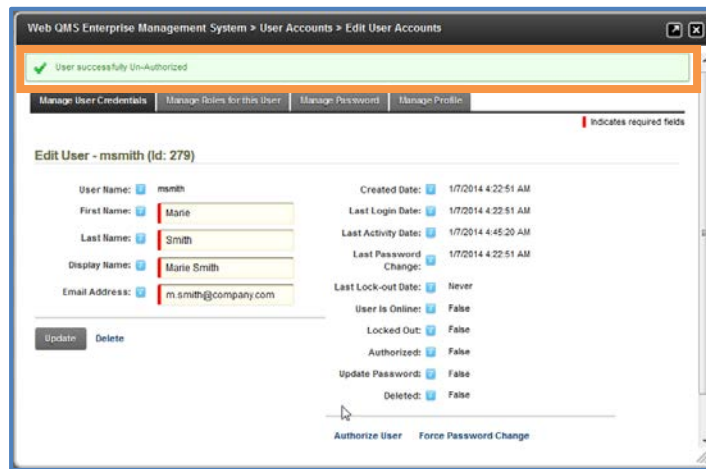 Web QMS Enterprise Management System > User Accounts > Edit User Accounts
User successfully Un-Authorized
Manage User Credentials Manage Roles for this User Manage Password Manage Profile
Indicates required fields
Edit User - msmith (Id: 279)
User Name: msmith
First Name: Marie
Last Name: Smith
Display Name: Marie Smith
Email Address: m.smith@company.com
Update Delete
Created Date: 1/7/2014 4:22:51 AM
Last Login Date: 1/7/2014 4:22:51 AM
Last Activity Date: 1/7/2014 4:45:20 AM
Last Password Change: 1/7/2014 4:22:51 AM
Last Lock-out Date: Never
User Is Online: False
Locked Out: False
Authorized: False
Update Password: False
Deleted: False
Authorize User Force Password Change